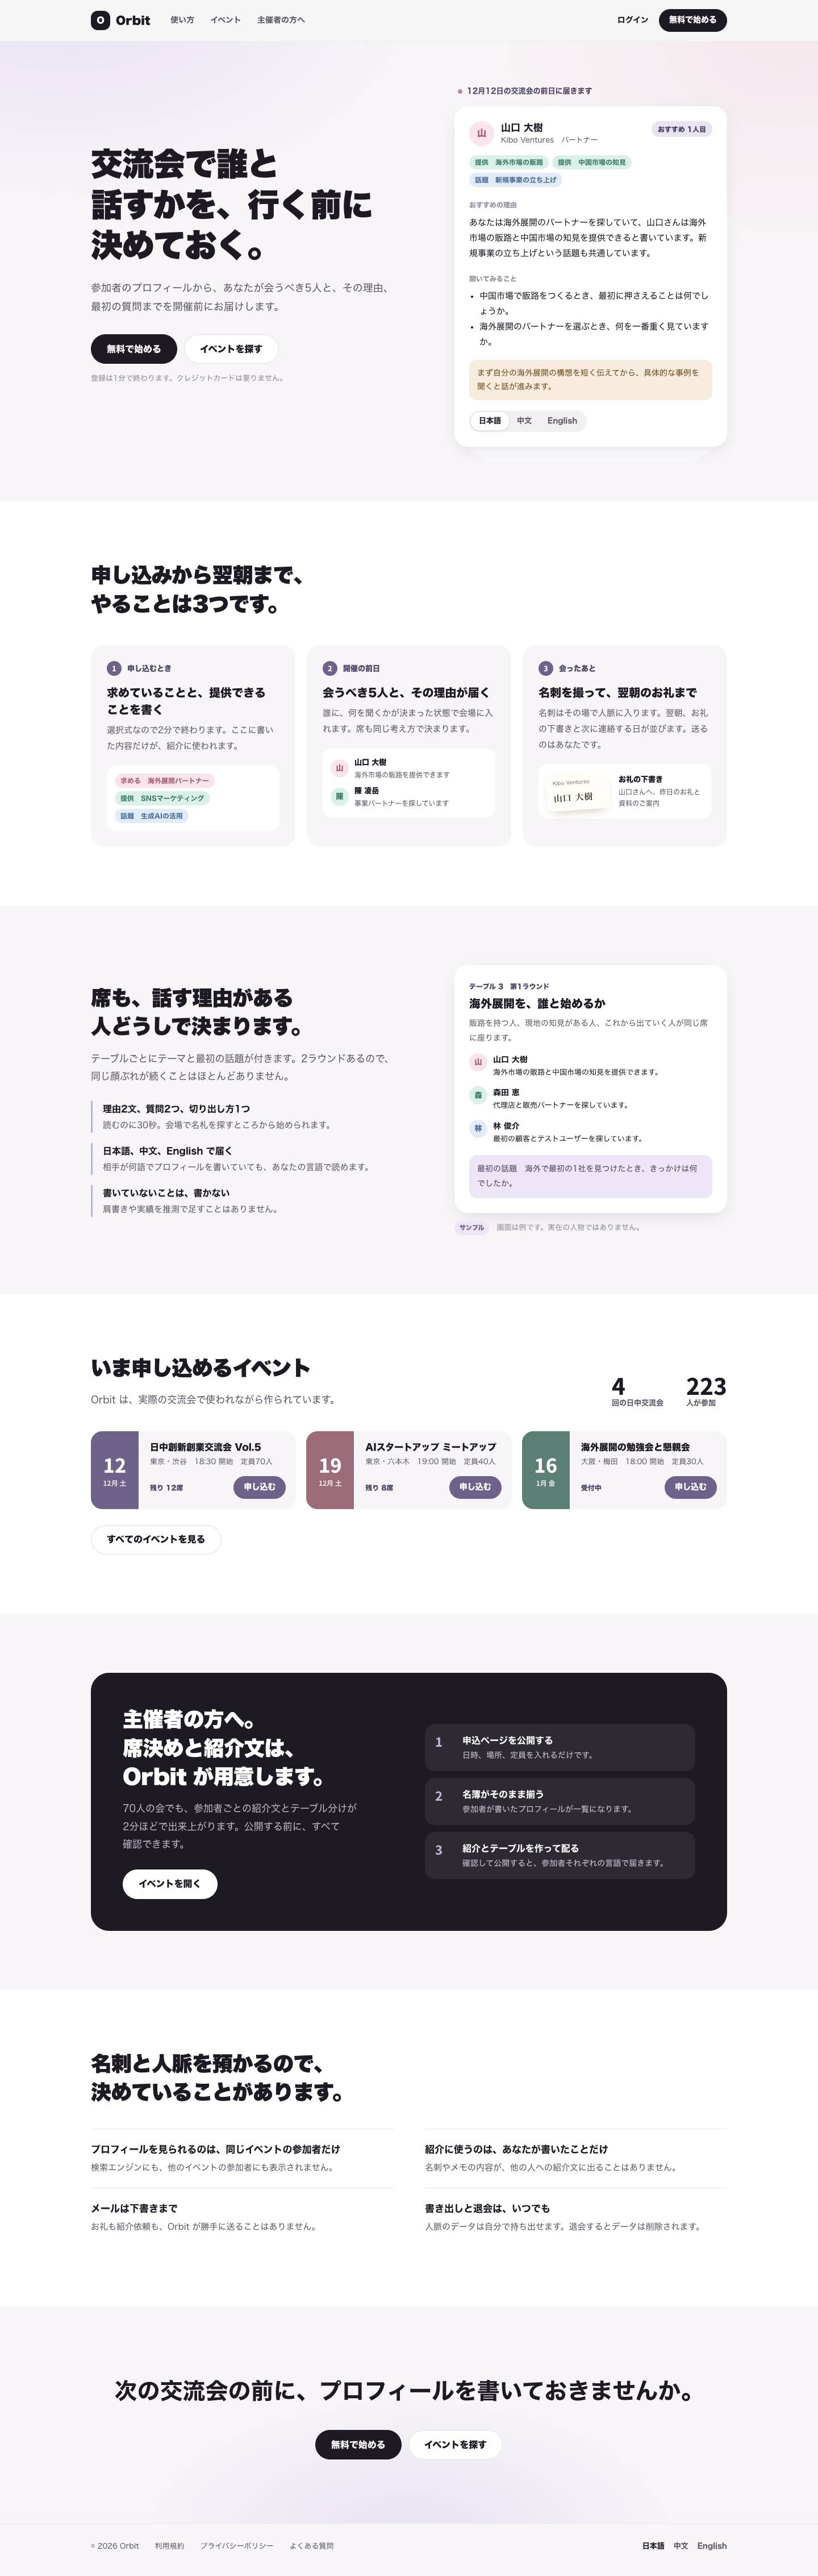 O Orbit 使い方 イベント 主催者の方へ ログイン 無料で始める
交流会で誰と
話すかを、行く前に
決めておく。
参加者のプロフィールから、あなたが会うべき5人と、その理由、
最初の質問までを開催前にお届けします。
無料で始める イベントを探す
登録は1分で終わります。クレジットカードは要りません。
12月12日の交流会の前日に届きます
山 山口 大樹 おすすめ 1人目
Kibo Ventures パートナー
提供 海外市場の販路 提供 中国市場の知見
話題 新規事業の立ち上げ
おすすめの理由
あなたは海外展開のパートナーを探していて、山口さんは海外
市場の販路と中国市場の知見を提供できると書いています。新
規事業の立ち上げという話題も共通しています。
聞いてみること
• 中国市場で販路をつくるとき、最初に押さえることは何でし
ょうか。
• 海外展開のパートナーを選ぶとき、何を一番重く見ています
か。
まず自分の海外展開の構想を短く伝えてから、具体的な事例を
聞くと話が進みます。
日本語 中文 English
申し込みから翌朝まで、
やることは3つです。
1 申し込むとき
求めていることと、提供できる
ことを書く
選択式なので2分で終わります。ここに書い
た内容だけが、紹介に使われます。
求める 海外展開パートナー
提供 SNSマーケティング
話題 生成AIの活用
2 開催の前日
会うべき5人と、その理由が届く
誰に、何を聞くかが決まった状態で会場に入
れます。席も同じ考え方で決まります。
山 山口 大樹
海外市場の販路を提供できます
陳 陳 凌岳
事業パートナーを探しています
3 会ったあと
名刺を撮って、翌朝のお礼まで
名刺はその場で人脈に入ります。翌朝、お礼
の下書きと次に連絡する日が並びます。送る
のはあなたです。
Kibo Ventures
山口 大樹
お礼の下書き
山口さんへ、昨日のお礼と
資料のご案内
席も、話す理由がある
人どうしで決まります。
テーブルごとにテーマと最初の話題が付きます。2ラウンドあるので、
同じ顔ぶれが続くことはほとんどありません。
理由2文、質問2つ、切り出し方1つ
読むのに30秒。会場で名札を探すところから始められます。
日本語、中文、English で届く
相手が何語でプロフィールを書いていても、あなたの言語で読めます。
書いていないことは、書かない
肩書きや実績を推測で足すことはありません。
テーブル 3 第1ラウンド
海外展開を、誰と始めるか
販路を持つ人、現地の知見がある人、これから出ていく人が同じ席
に座ります。
山 山口 大樹
海外市場の販路と中国市場の知見を提供できます。
森 森田 恵
代理店と販売パートナーを探しています。
林 林 俊介
最初の顧客とテストユーザーを探しています。
最初の話題 海外で最初の1社を見つけたとき、きっかけは何
でしたか。
サンプル 画面は例です。実在の人物ではありません。
いま申し込めるイベント
Orbit は、実際の交流会で使われながら作られています。
4 223
回の日中交流会 人が参加
12
12月 土
日中創新創業交流会 Vol.5
東京・渋谷 18:30 開始 定員70人
残り 12席 申し込む
19
12月 土
AIスタートアップ ミートアップ
東京・六本木 19:00 開始 定員40人
残り 8席 申し込む
16
1月 金
海外展開の勉強会と懇親会
大阪・梅田 18:00 開始 定員30人
受付中 申し込む
すべてのイベントを見る
主催者の方へ。
席決めと紹介文は、
Orbit が用意します。
70人の会でも、参加者ごとの紹介文とテーブル分けが
2分ほどで出来上がります。公開する前に、すべて
確認できます。
イベントを開く
1 申込ページを公開する
日時、場所、定員を入れるだけです。
2 名簿がそのまま揃う
参加者が書いたプロフィールが一覧になります。
3 紹介とテーブルを作って配る
確認して公開すると、参加者それぞれの言語で届きます。
名刺と人脈を預かるので、
決めていることがあります。
プロフィールを見られるのは、同じイベントの参加者だけ
検索エンジンにも、他のイベントの参加者にも表示されません。
紹介に使うのは、あなたが書いたことだけ
名刺やメモの内容が、他の人への紹介文に出ることはありません。
メールは下書きまで
お礼も紹介依頼も、Orbit が勝手に送ることはありません。
書き出しと退会は、いつでも
人脈のデータは自分で持ち出せます。退会するとデータは削除されます。
次の交流会の前に、プロフィールを書いておきませんか。
無料で始める イベントを探す
© 2026 Orbit 利用規約 プライバシーポリシー よくある質問 日本語 中文 English